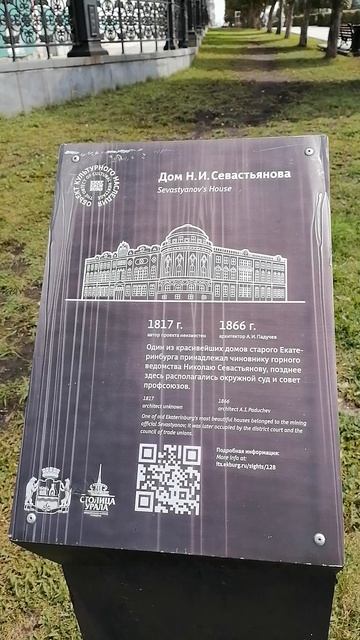 ОБЪЕКТ КУЛЬТУРНОГО НАСЛЕДИЯ
Дом Н. И. Севастьянова
Sevastyanov's House
1817 г.
автор проекта неизвестен
1866 г.
архитектор А. И. Падучев
Один из красивейших домов старого Екате-
ринбурга принадлежал чиновнику горного
ведомства Николаю Севастьянову, позднее
здесь располагались окружной суд и совет
профсоюзов.
1817
architect unknown
1866
architect A.I. Paduchev
One of old Ekaterinburg's most beautiful houses belonged to the mining
official Sevastyanov; it was later occupied by the district court and the
council of trade unions.
Подробная информация:
More info at:
its.ekburg.ru/sights/128
СТОЛИЦА
УРАЛА